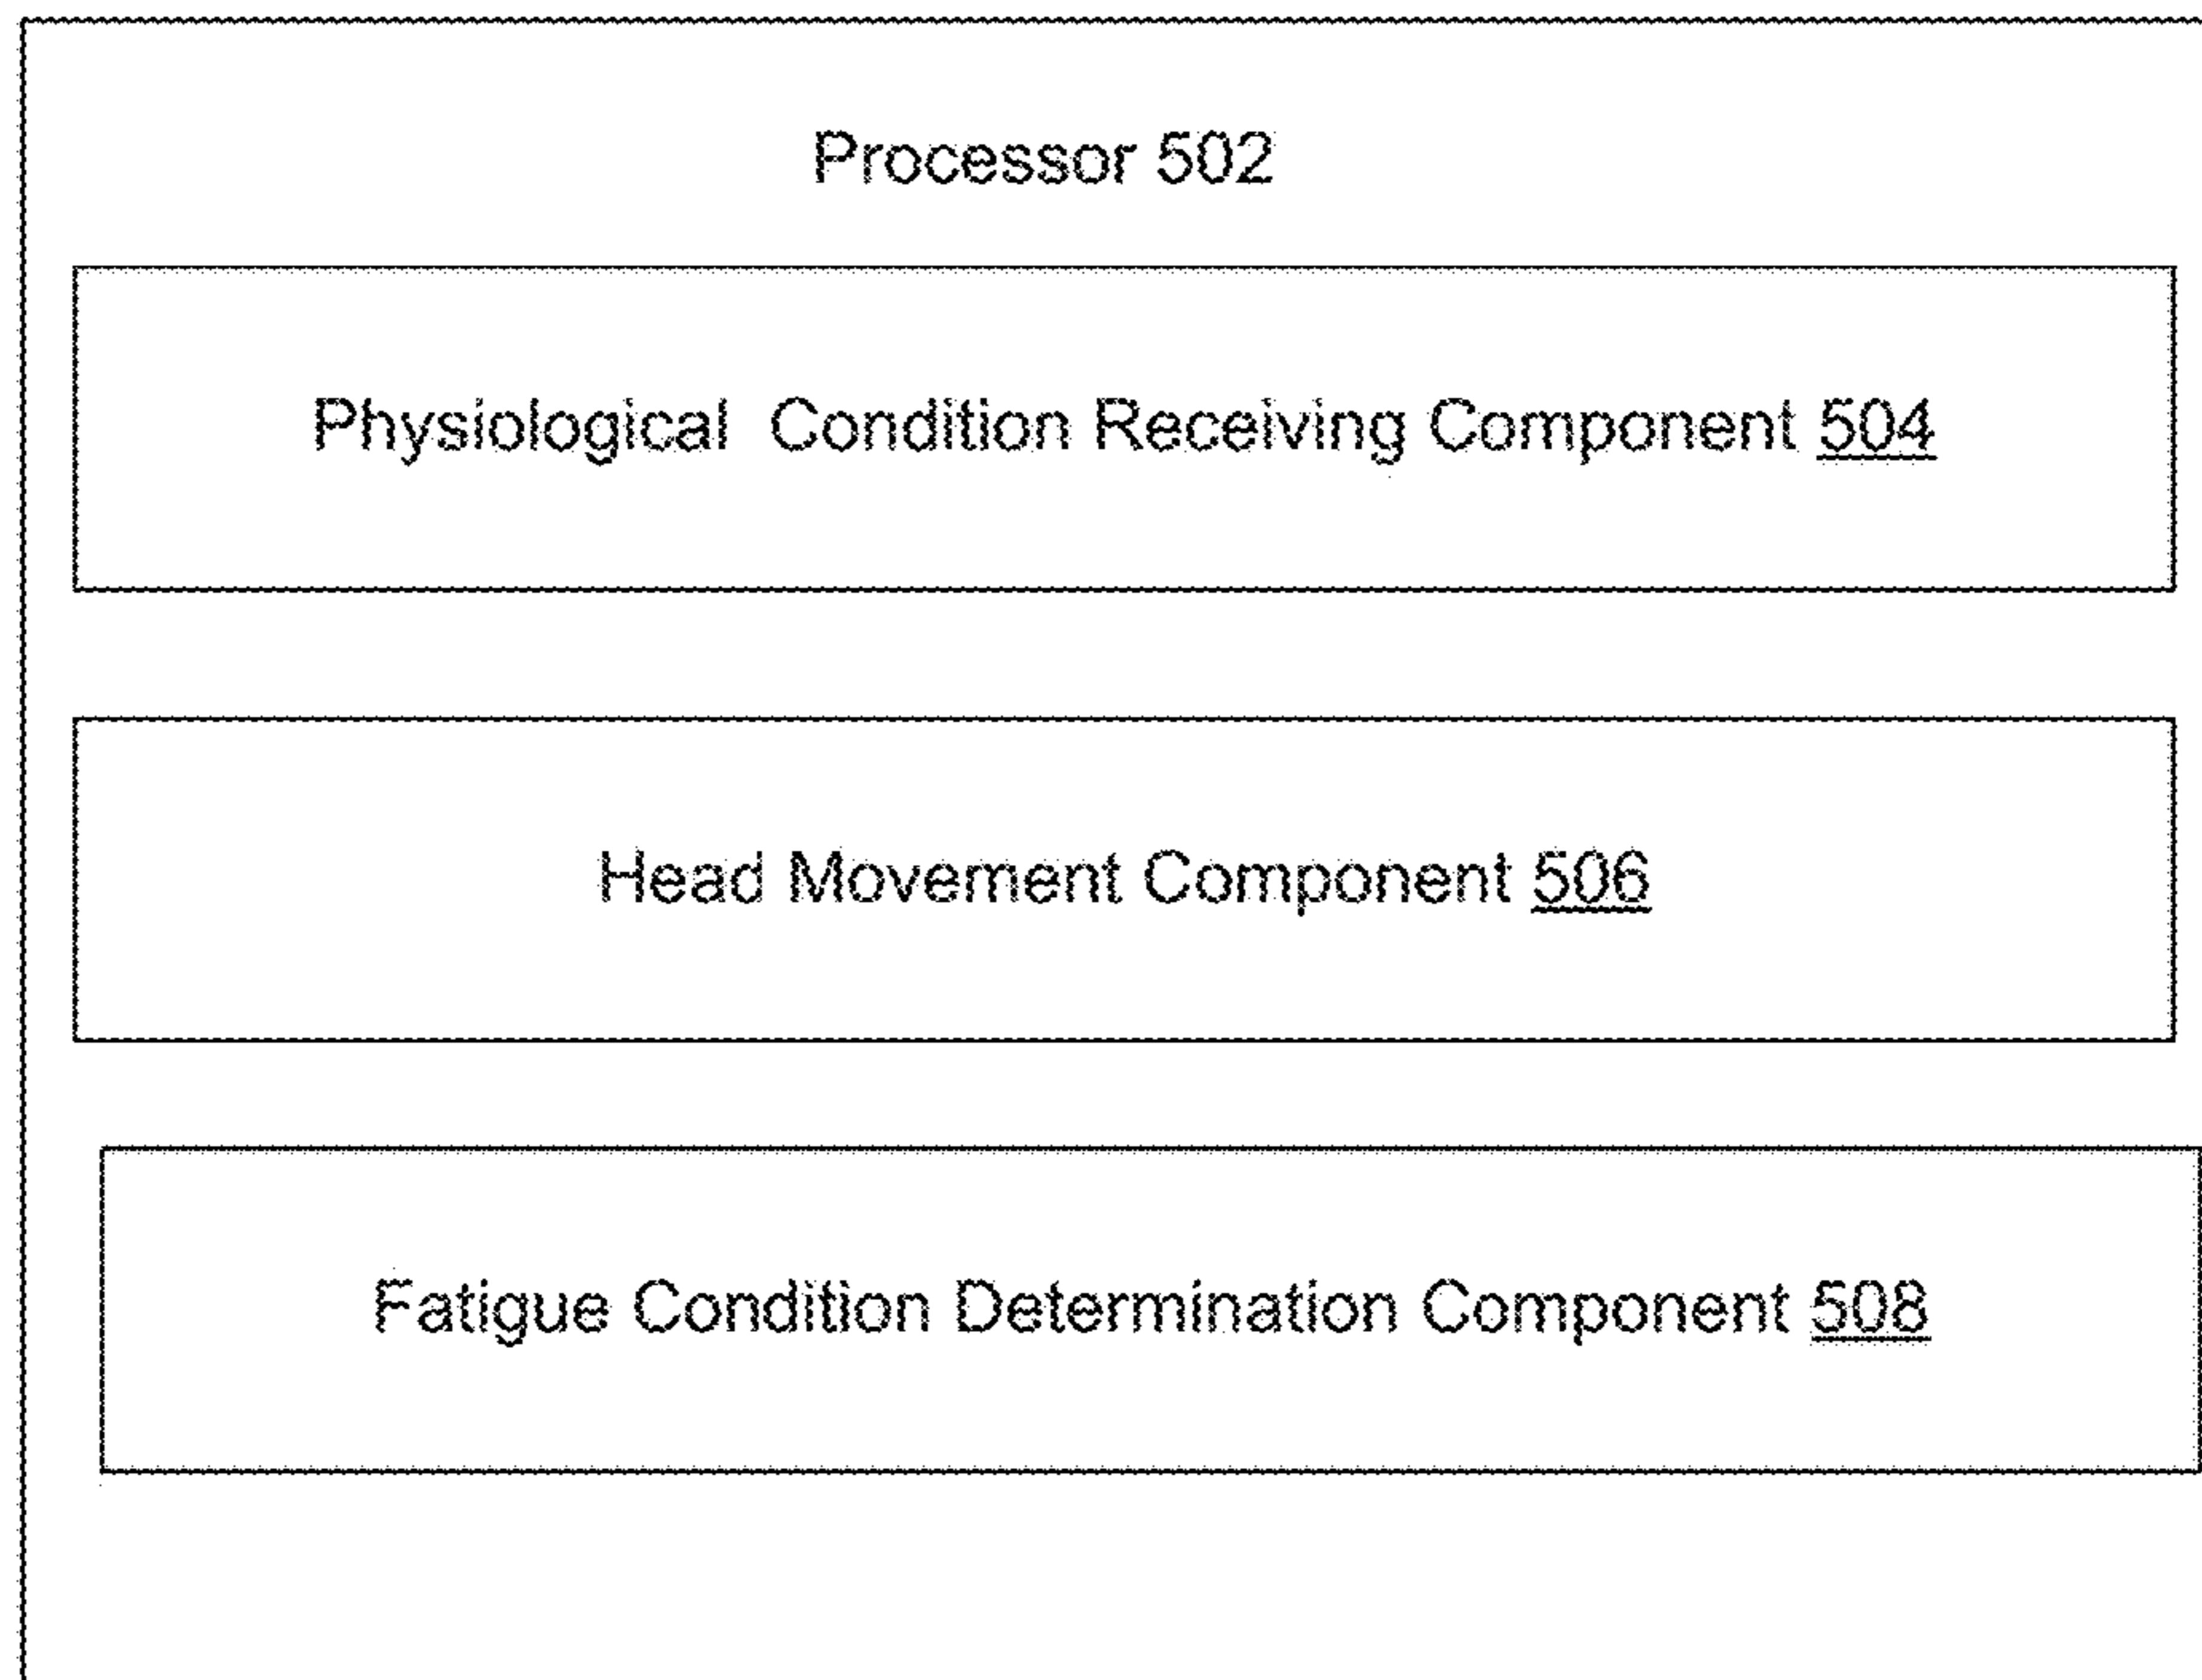 Processor 502
Physiological Condition Receiving Component 504
Head Movement Component 506
Fatigue Condition Determination Component 508